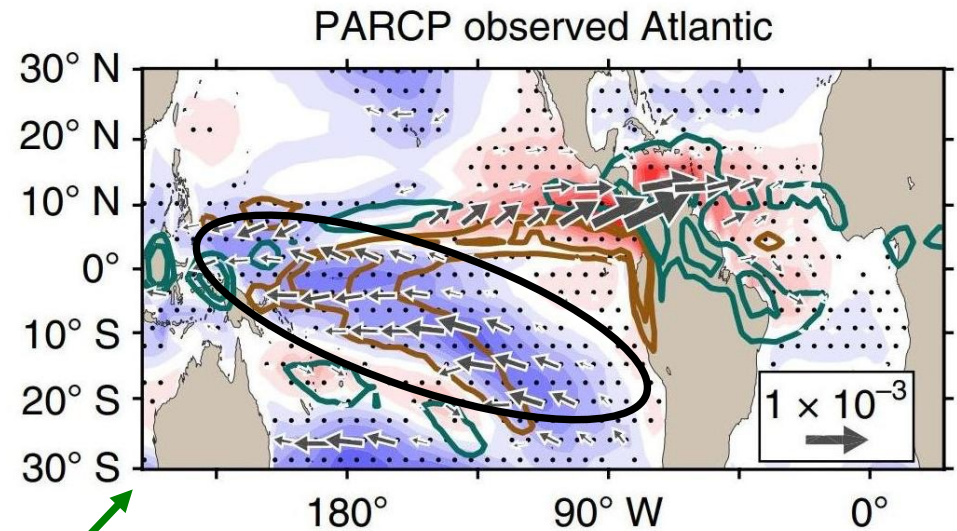 PARCP observed Atlantic
30° N
20° N
10° N
0°
10° S
20° S
30° S
1 × 10⁻³
180°
90° W
0°